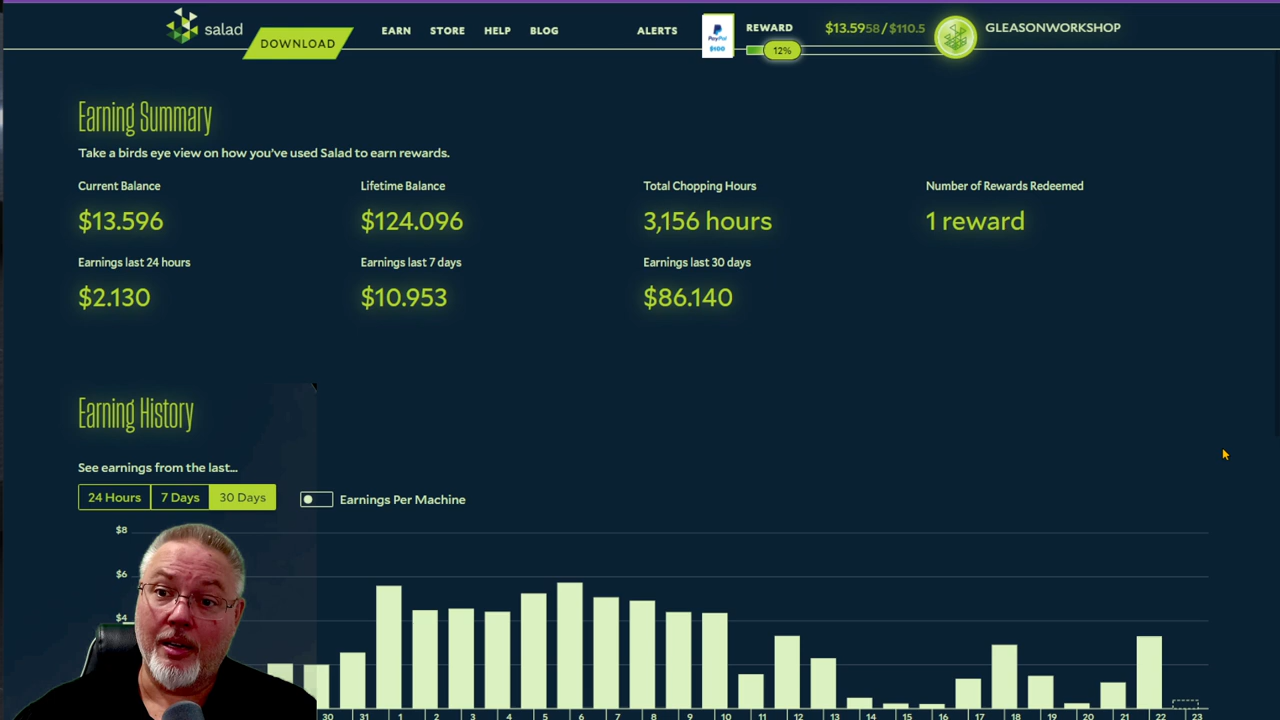 salad
DOWNLOAD
EARN STORE HELP BLOG ALERTS
PayPal
$100
REWARD $13.5958/$110.5
12%
GLEASONWORKSHOP
Earning Summary
Take a birds eye view on how you've used Salad to earn rewards.
Current Balance Lifetime Balance Total Chopping Hours Number of Rewards Redeemed
$13.596 $124.096 3,156 hours 1 reward
Earnings last 24 hours Earnings last 7 days Earnings last 30 days
$2.130 $10.953 $86.140
Earning History
See earnings from the last...
24 Hours 7 Days 30 Days Earnings Per Machine
$8
$6
$4
30 31 1 2 3 4 5 6 7 8 9 10 11 12 13 14 15 16 17 18 19 20 21 22 23